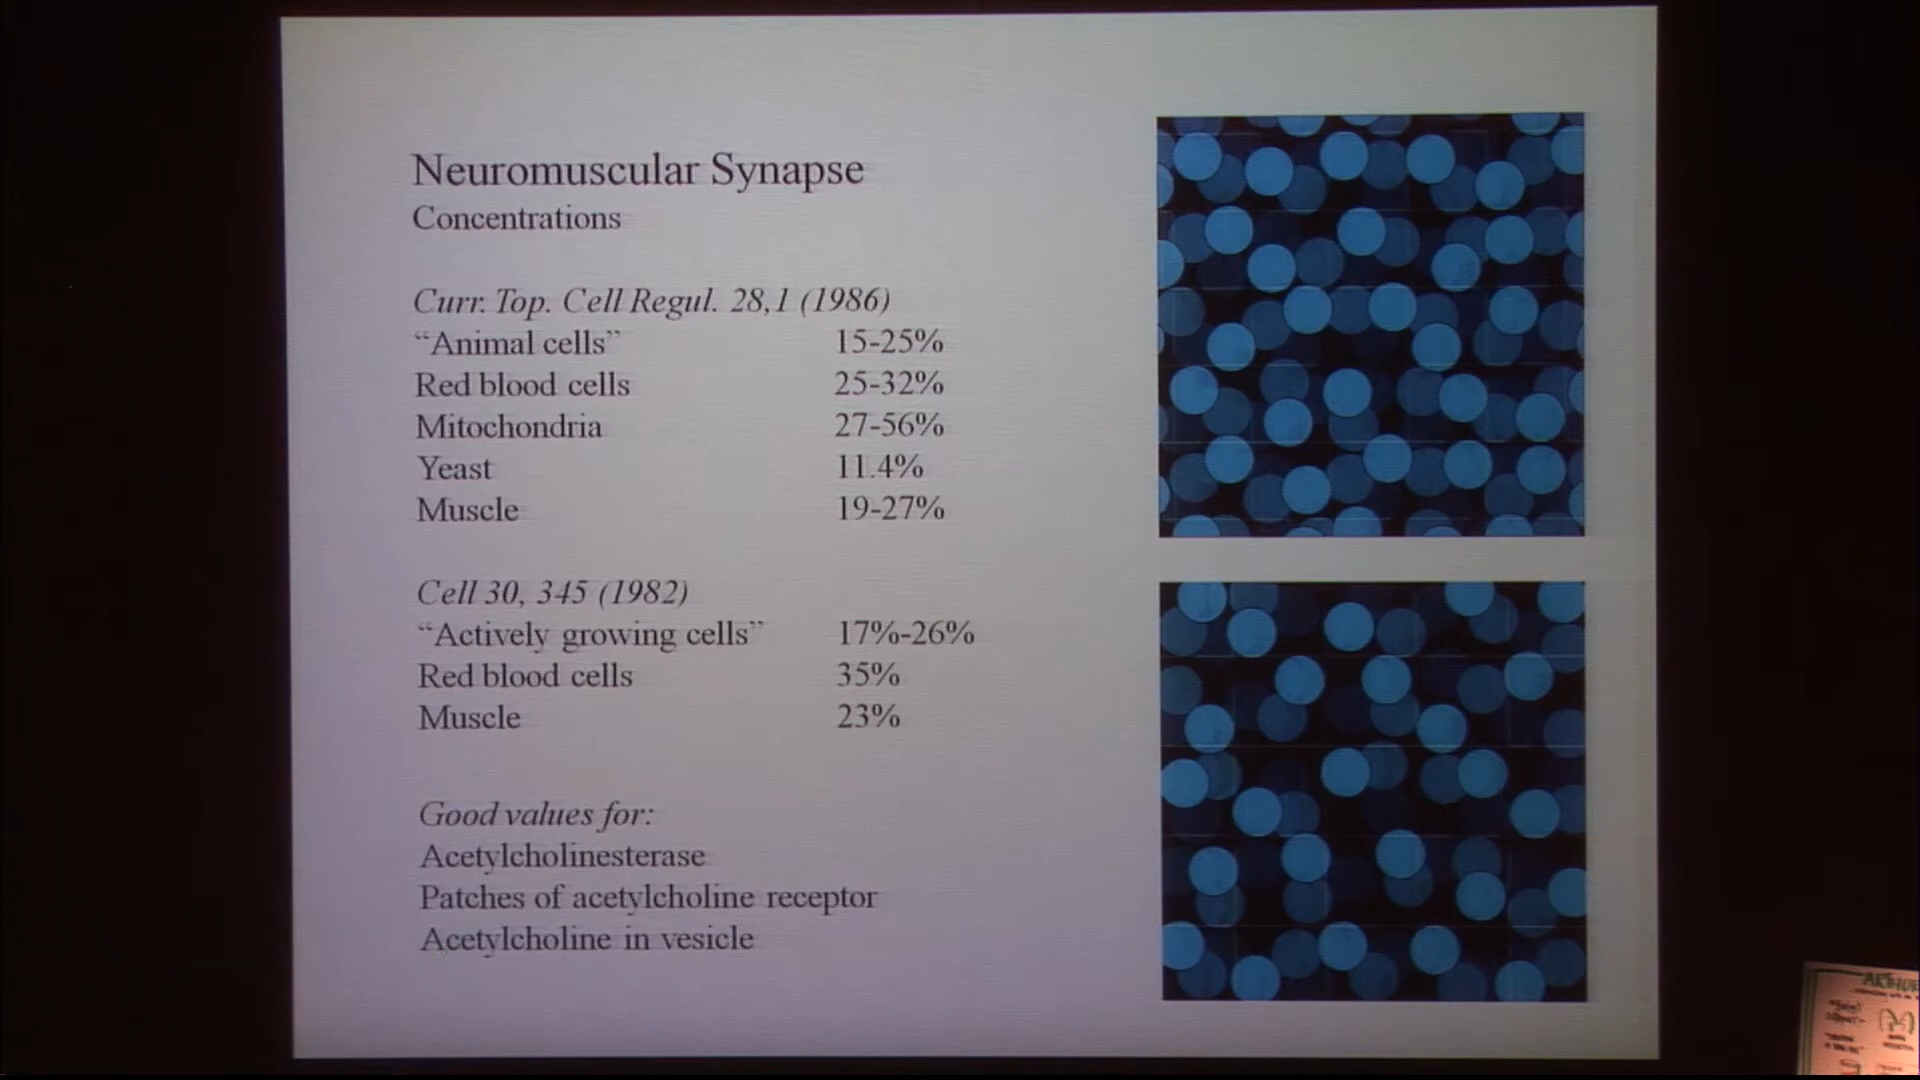 Neuromuscular Synapse
Concentrations
Curr. Top. Cell Regul. 28,1 (1986)
“Animal cells” 15-25%
Red blood cells 25-32%
Mitochondria 27-56%
Yeast 11.4%
Muscle 19-27%
Cell 30, 345 (1982)
“Actively growing cells” 17%-26%
Red blood cells 35%
Muscle 23%
Good values for:
Acetylcholinesterase
Patches of acetylcholine receptor
Acetylcholine in vesicle